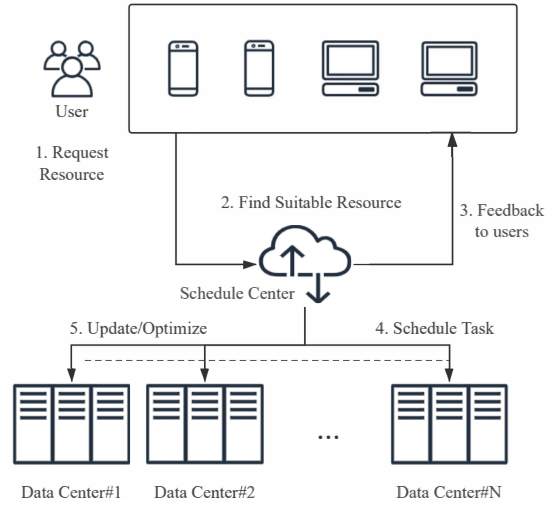 User
1. Request
Resource
2. Find Suitable Resource
3. Feedback
to users
Schedule Center
5. Update/Optimize
4. Schedule Task
...
Data Center#1
Data Center#2
Data Center#N